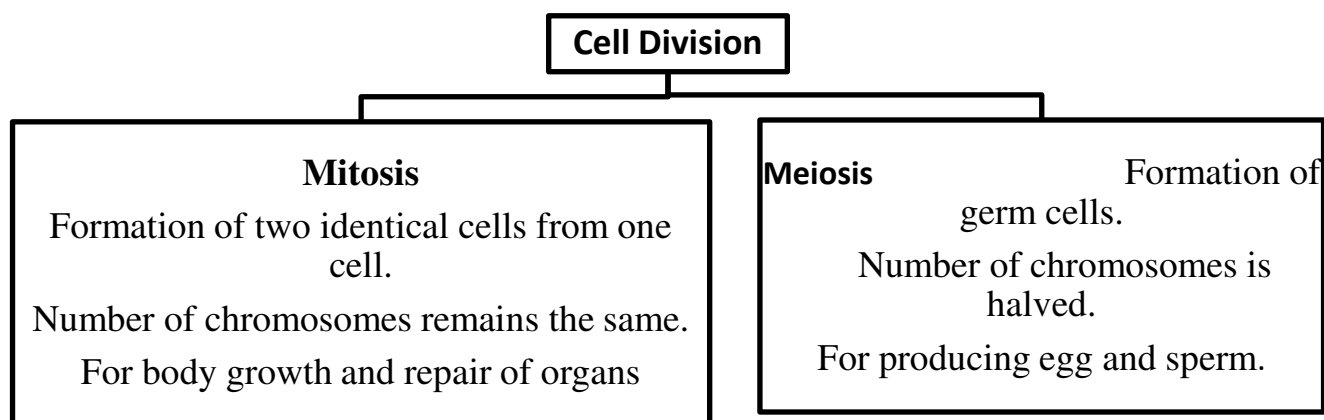 Cell Division
Mitosis
Formation of two identical cells from one
cell.
Number of chromosomes remains the same.
For body growth and repair of organs
Meiosis Formation of
germ cells.
Number of chromosomes is
halved.
For producing egg and sperm.